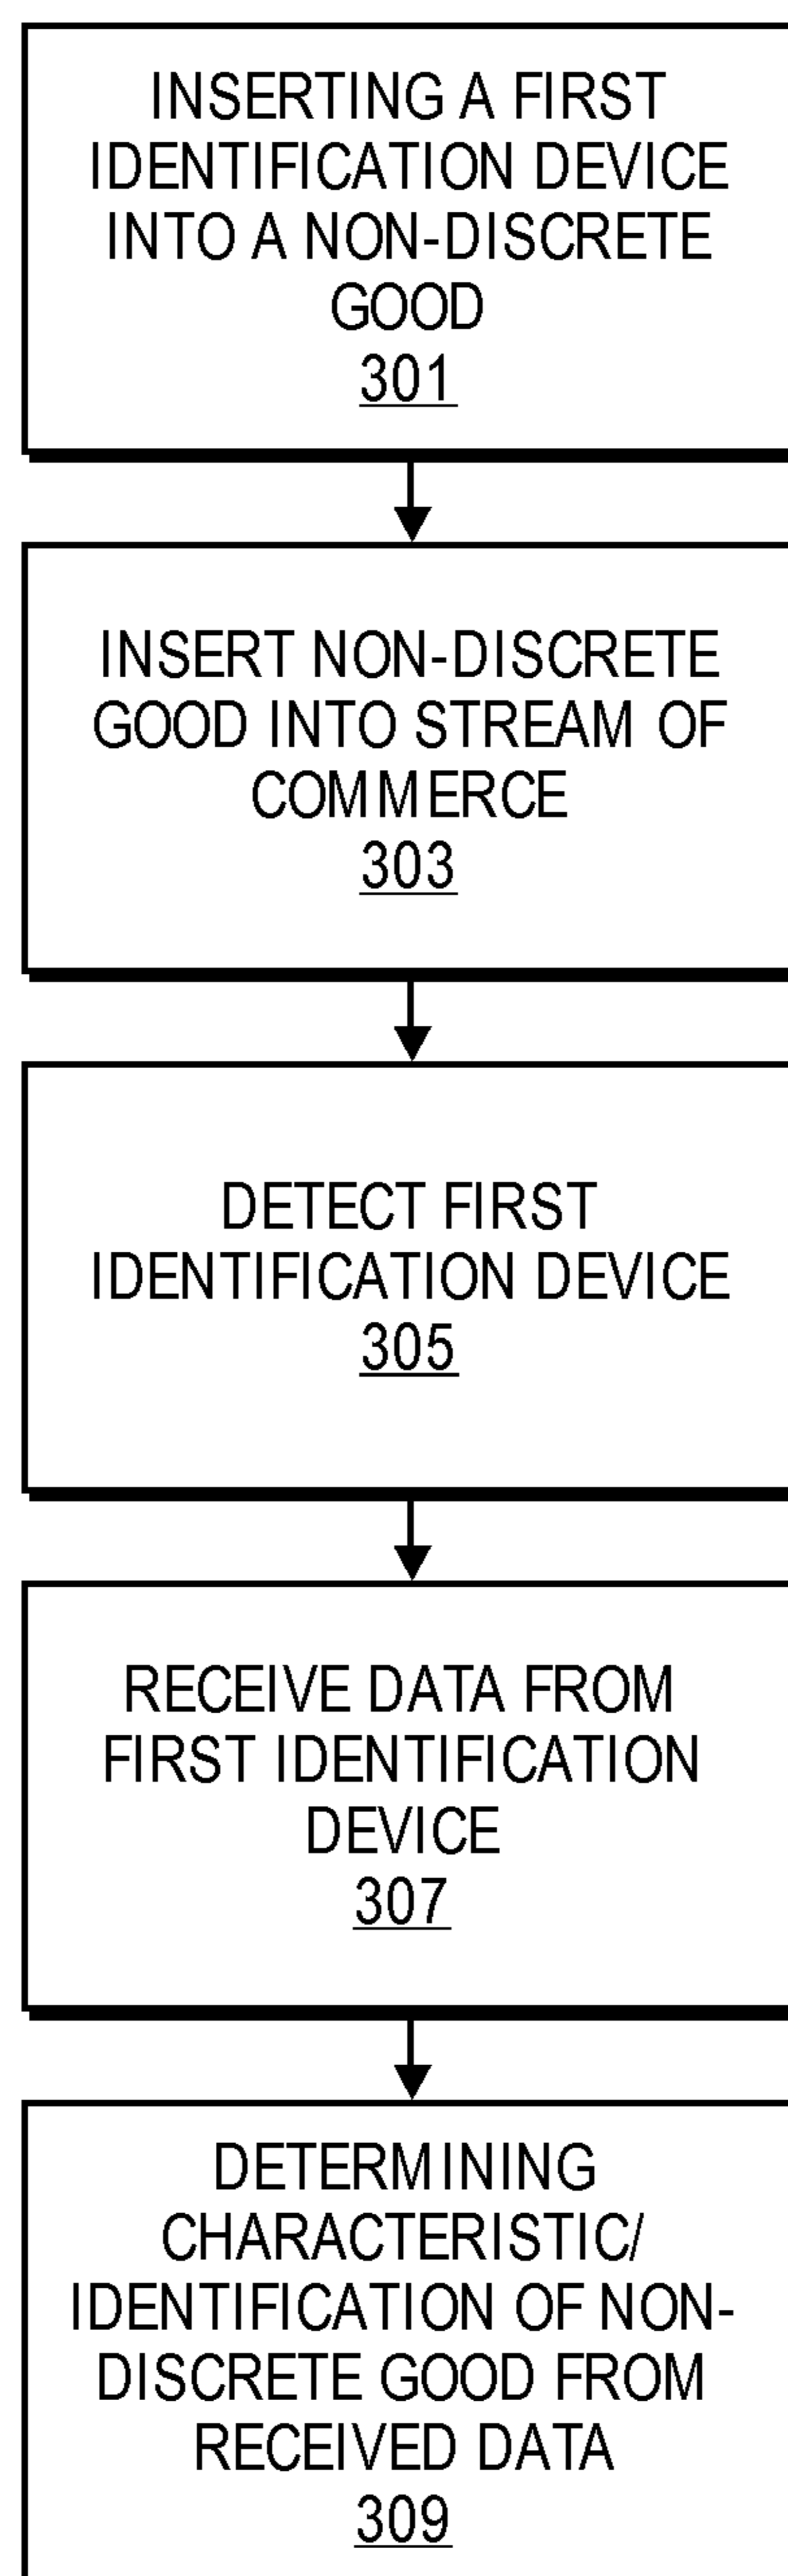 INSERTING A FIRST
IDENTIFICATION DEVICE
INTO A NON-DISCRETE
GOOD
301
INSERT NON-DISCRETE
GOOD INTO STREAM OF
COMMERCE
303
DETECT FIRST
IDENTIFICATION DEVICE
305
RECEIVE DATA FROM
FIRST IDENTIFICATION
DEVICE
307
DETERMINING
CHARACTERISTIC/
IDENTIFICATION OF NON-
DISCRETE GOOD FROM
RECEIVED DATA
309